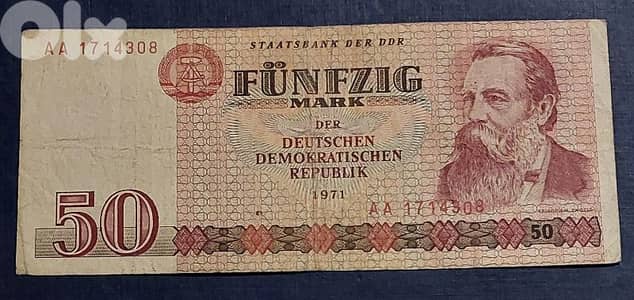 OLX
AA 1714308
STAATSBANK DER DDR
FÜNFZIG
MARK
DER
DEUTSCHEN
DEMOKRATISCHEN
REPUBLIK
1971
AA 1714308
50
50